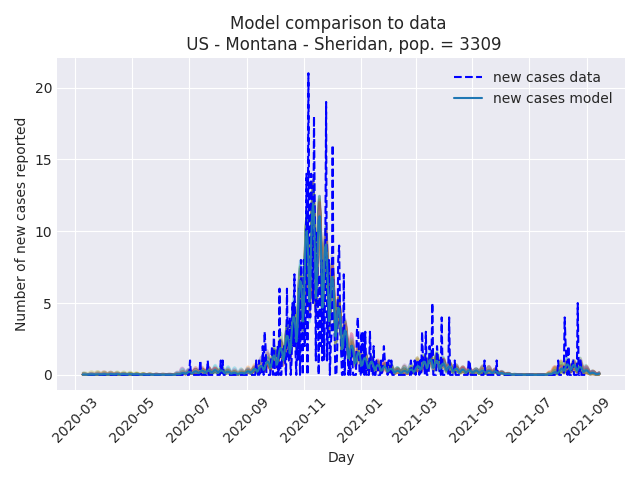 Model comparison to data
US - Montana - Sheridan, pop. = 3309
new cases data
new cases model
Number of new cases reported
20
15
10
5
0
2020-03
2020-05
2020-07
2020-09
2020-11
2021-01
2021-03
2021-05
2021-07
2021-09
Day